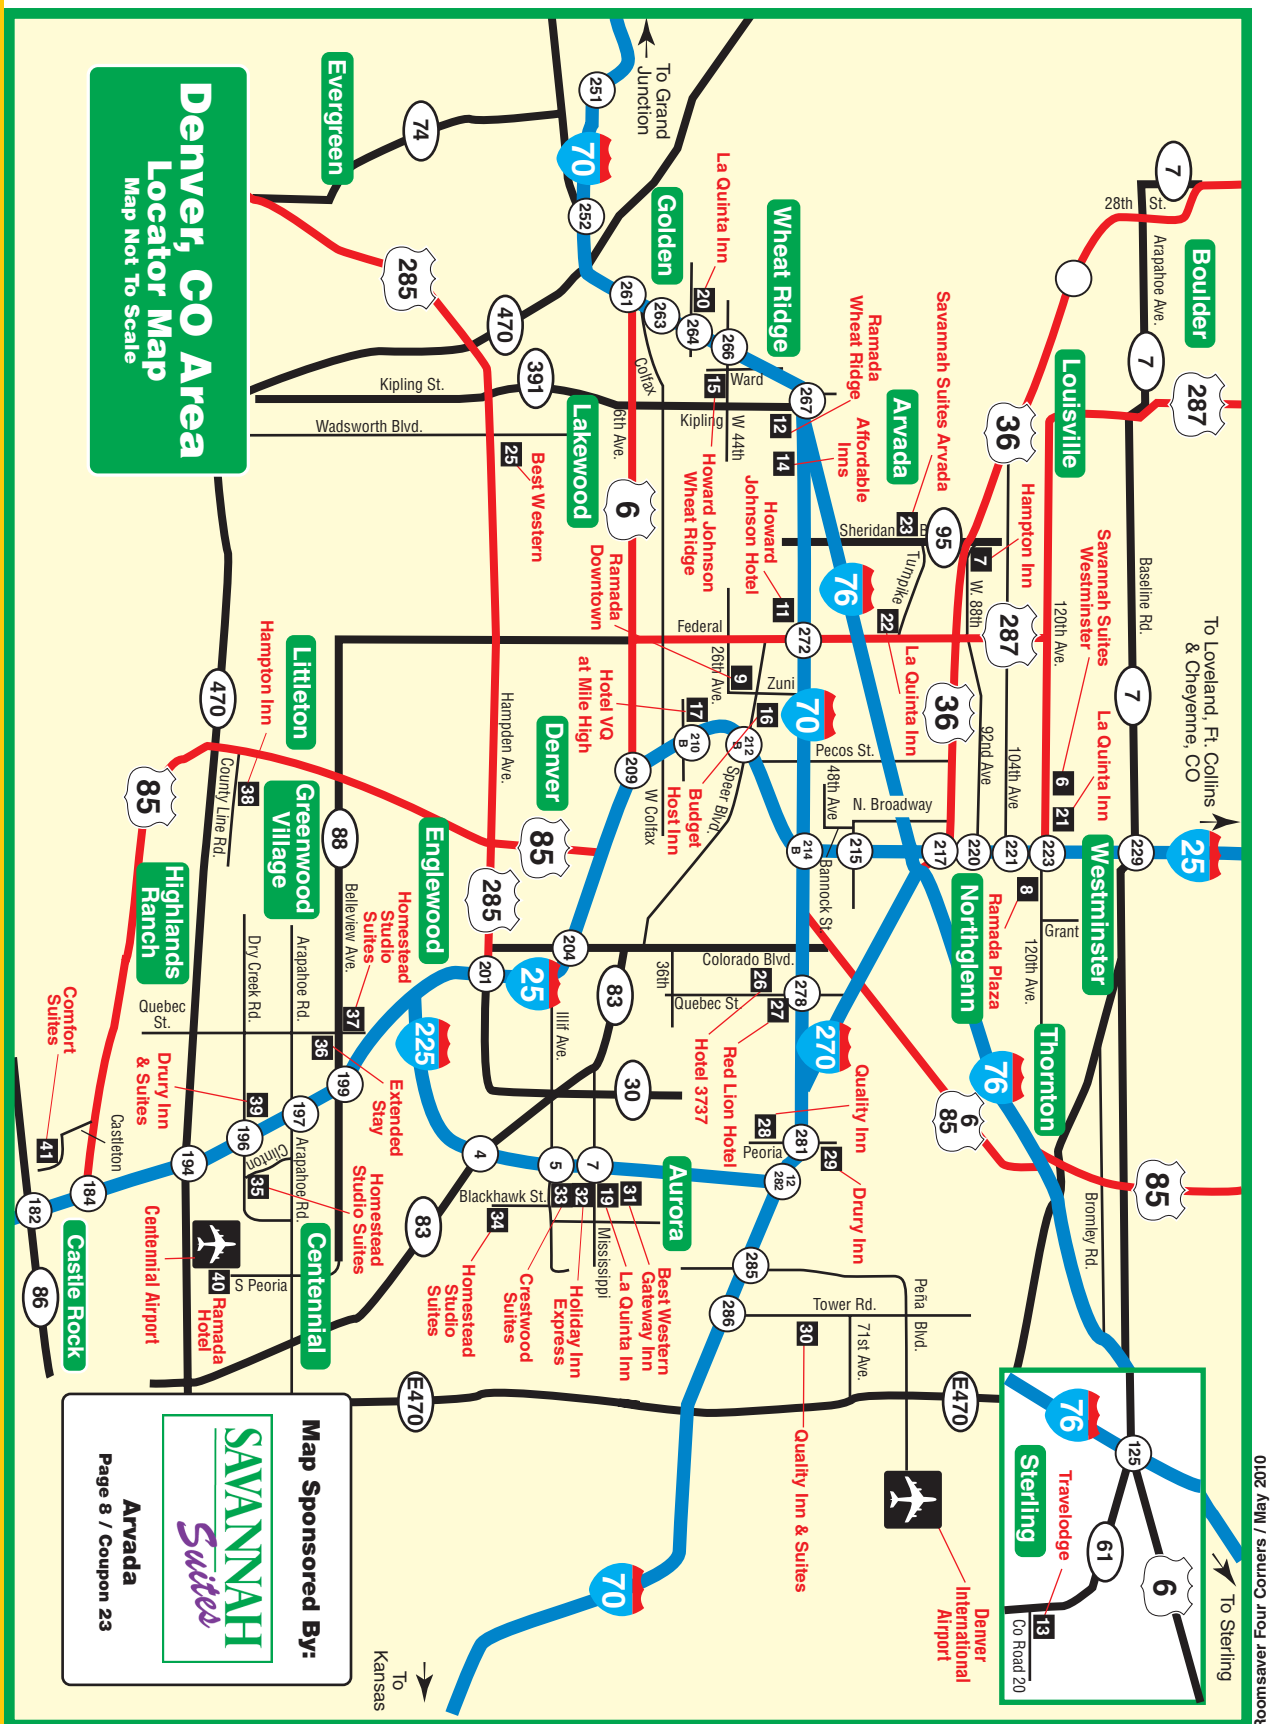 Roomsaver Four Corners / May 2010
Denver, CO Area
Locator Map
Map Not To Scale
To Grand
Junction
To Loveland, Ft. Collins
& Cheyenne, CO
To Sterling
To
Kansas
Boulder
Louisville
Arvada
Wheat Ridge
Golden
Evergreen
Lakewood
Westminster
Northglenn
Thornton
Denver
Englewood
Littleton
Greenwood
Village
Highlands
Ranch
Aurora
Centennial
Castle Rock
Sterling
28th St.
Arapahoe Ave.
Baseline Rd.
120th Ave.
104th Ave
92nd Ave
W. 88th
Turnpike
Sheridan B
Ward
Kipling
W 44th
Colfax
6th Ave.
Kipling St.
Wadsworth Blvd.
Federal
26th Ave.
Zuni
Pecos St.
48th Ave
N. Broadway
Bannock St.
Speer Blvd.
W Colfax
Hampden Ave.
County Line Rd.
Belleview Ave.
Arapahoe Rd.
Dry Creek Rd.
Quebec
St.
Illif Ave.
36th
Colorado Blvd.
Quebec St.
Grant
120th Ave.
Bromley Rd.
Peoria
Blackhawk St.
Mississippi
Clinton
Arapahoe Rd.
S Peoria
Castleton
Tower Rd.
71st Ave.
Peña Blvd.
Co Road 20
La Quinta Inn
20
Savannah Suites Arvada
23
Ramada
Wheat Ridge
12
Affordable
Inns
14
Howard Johnson
Wheat Ridge
15
Howard
Johnson Hotel
11
Hampton Inn
7
Savannah Suites
Westminster
6
La Quinta Inn
21
La Quinta Inn
22
Ramada Plaza
8
Ramada
Downtown
9
Hotel VQ
at Mile High
17
Budget
Host Inn
16
Best Western
25
Hampton Inn
38
Homestead
Studio
Suites
37
Extended
Stay
36
Drury Inn
& Suites
39
Homestead
Studio Suites
35
Comfort
Suites
41
Centennial Airport
Ramada
Hotel
40
Hotel 3737
26
Red Lion Hotel
27
Quality Inn
28
Drury Inn
29
Best Western
Gateway Inn
31
La Quinta Inn
19
Holiday Inn
Express
32
Crestwood
Suites
33
Homestead
Studio
Suites
34
Quality Inn & Suites
30
Denver
International
Airport
Travelodge
13
7
7
7
287
287
36
36
95
76
76
76
70
70
70
25
25
270
225
74
285
285
470
470
391
6
88
85
85
85
6
85
83
83
30
86
E470
E470
61
6
251
252
261
263
264
266
267
272
209
210
B
212
B
214
B
215
217
220
221
223
229
204
201
199
197
196
194
184
182
4
5
7
278
281
12
282
285
286
125
Map Sponsored By:
SAVANNAH
Suites
Arvada
Page 8 / Coupon 23